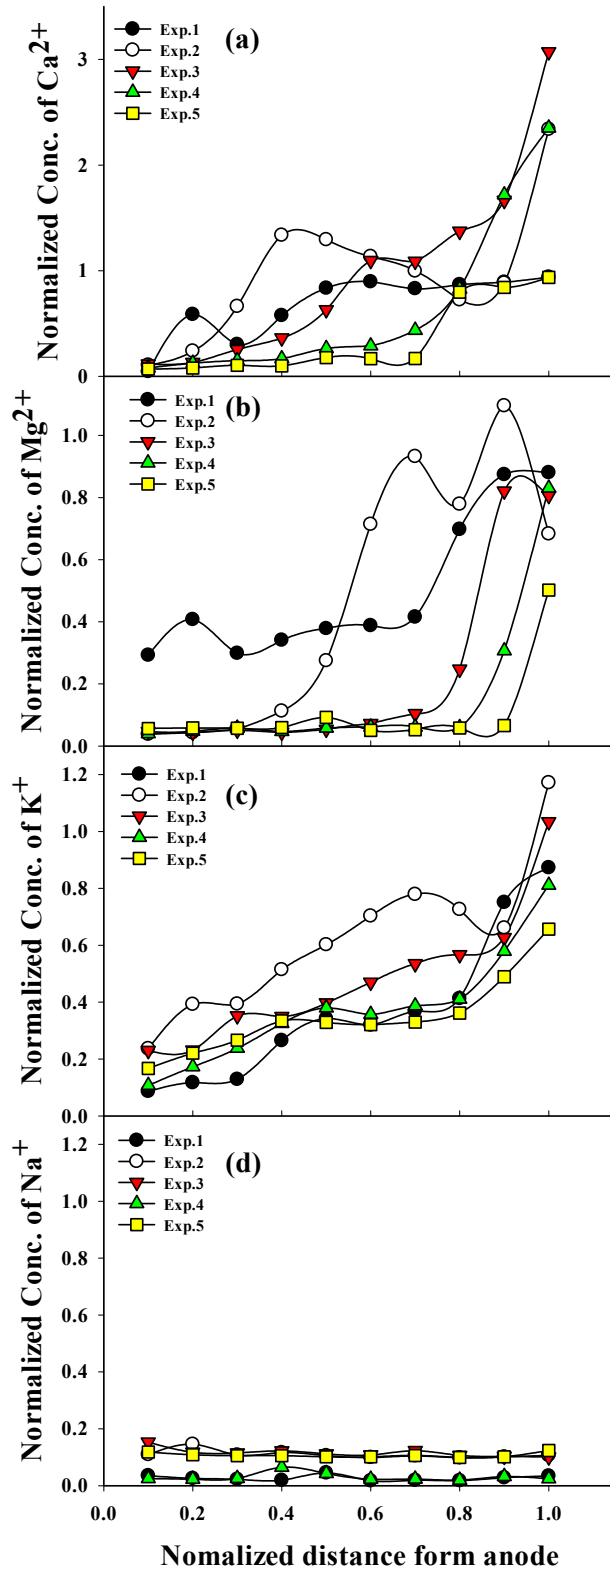 Normalized Conc. of Ca2+
(a)
Exp.1
Exp.2
Exp.3
Exp.4
Exp.5
3
2
1
0
Normalized Conc. of Mg2+
(b)
Exp.1
Exp.2
Exp.3
Exp.4
Exp.5
1.0
0.8
0.6
0.4
0.2
0.0
Normalized Conc. of K+
(c)
Exp.1
Exp.2
Exp.3
Exp.4
Exp.5
1.2
1.0
0.8
0.6
0.4
0.2
0.0
Normalized Conc. of Na+
(d)
Exp.1
Exp.2
Exp.3
Exp.4
Exp.5
1.2
1.0
0.8
0.6
0.4
0.2
0.0
0.0 0.2 0.4 0.6 0.8 1.0
Nomalized distance form anode